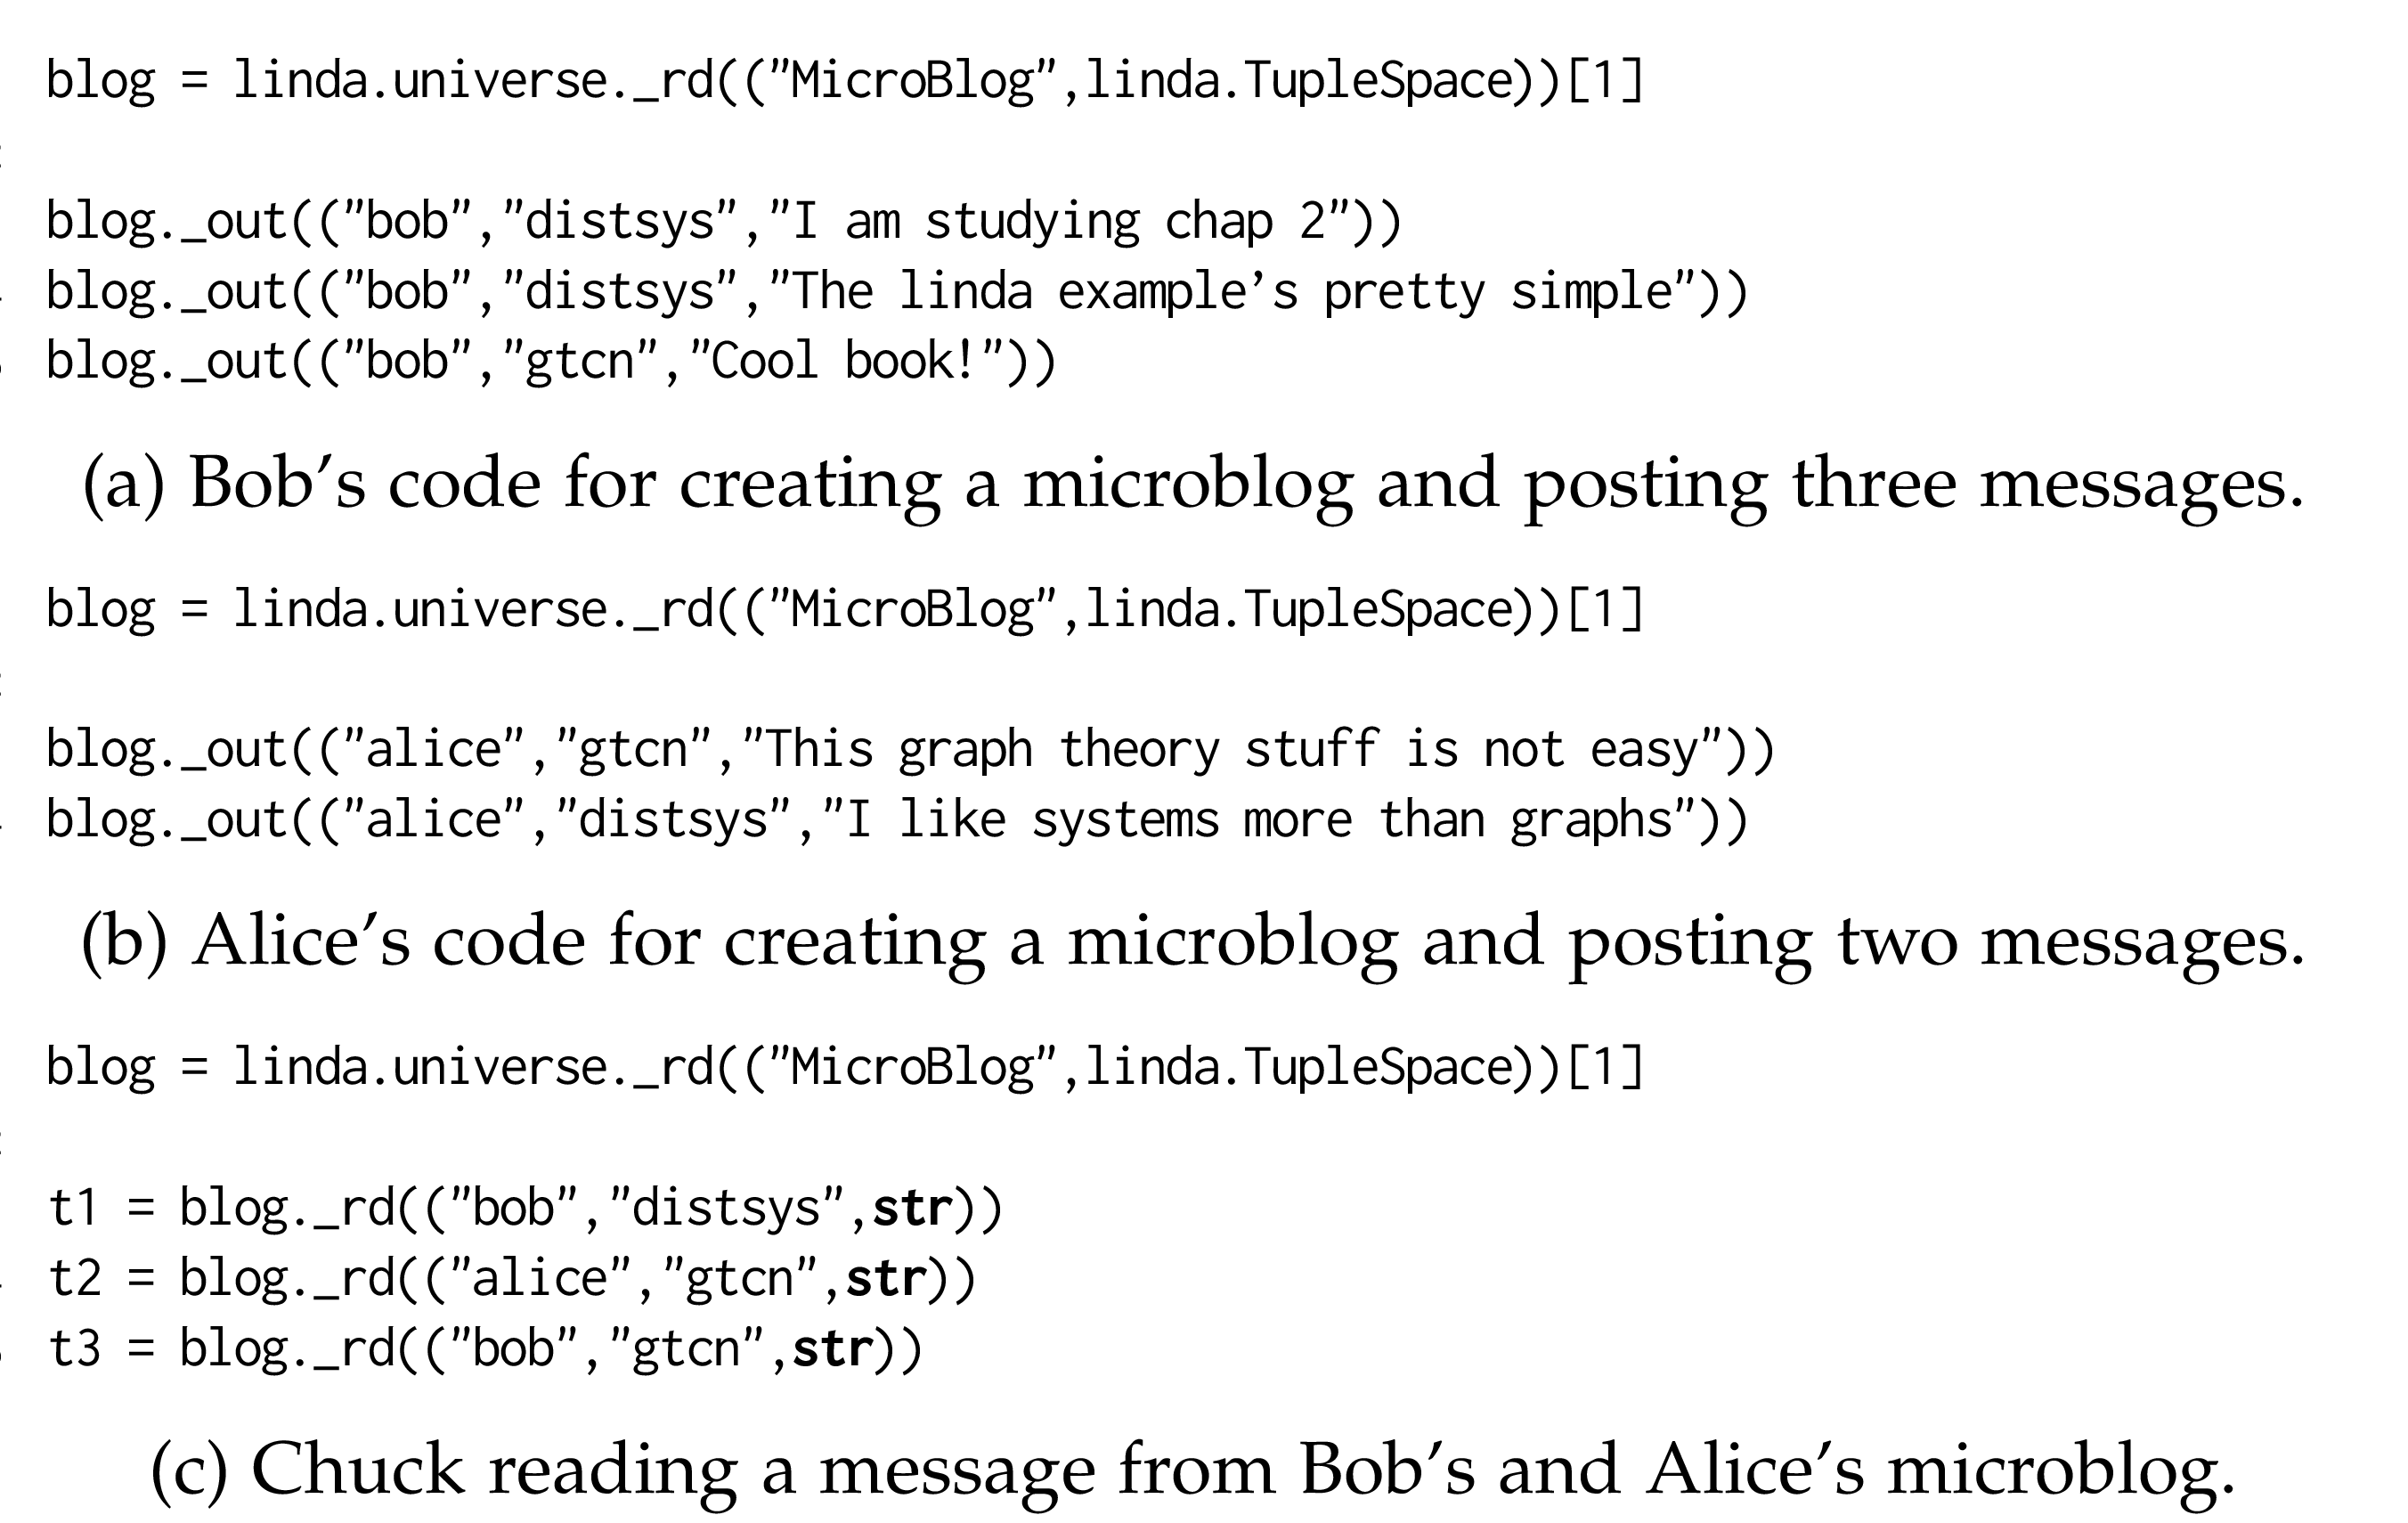 blog = linda.universe._rd(("MicroBlog",linda.TupleSpace))[1]
blog._out(("bob","distsys","I am studying chap 2"))
blog._out(("bob","distsys","The linda example's pretty simple"))
blog._out(("bob","gtcn","Cool book!"))
(a) Bob's code for creating a microblog and posting three messages.
blog = linda.universe._rd(("MicroBlog",linda.TupleSpace))[1]
blog._out(("alice","gtcn","This graph theory stuff is not easy"))
blog._out(("alice","distsys","I like systems more than graphs"))
(b) Alice's code for creating a microblog and posting two messages.
blog = linda.universe._rd(("MicroBlog",linda.TupleSpace))[1]
t1 = blog._rd(("bob","distsys",str))
t2 = blog._rd(("alice","gtcn",str))
t3 = blog._rd(("bob","gtcn",str))
(c) Chuck reading a message from Bob's and Alice's microblog.